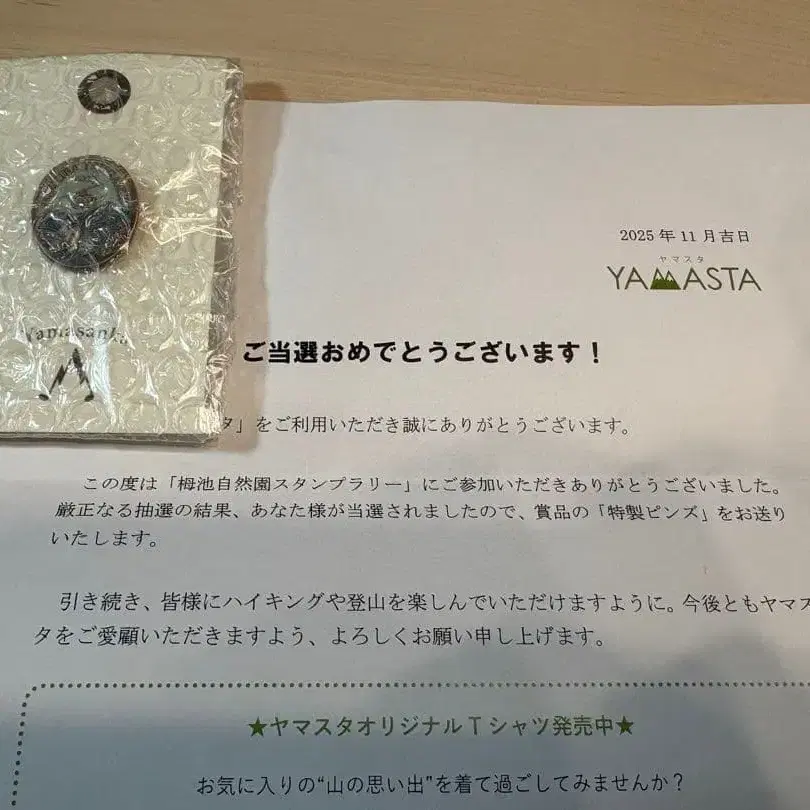 2025 年 11 月吉日
ヤマスタ
YAMASTA
ご当選おめでとうございます！
タ」をご利用いただき誠にありがとうございます。
この度は「栂池自然園スタンプラリー」にご参加いただきありがとうございました。
厳正なる抽選の結果、あなた様が当選されましたので、賞品の「特製ピンズ」をお送り
いたします。
引き続き、皆様にハイキングや登山を楽しんでいただけますように。今後ともヤマス
タをご愛顧いただきますよう、よろしくお願い申し上げます。
★ヤマスタオリジナル T シャツ発売中★
お気に入りの“山の思い出”を着て過ごしてみませんか？
Yamasanka